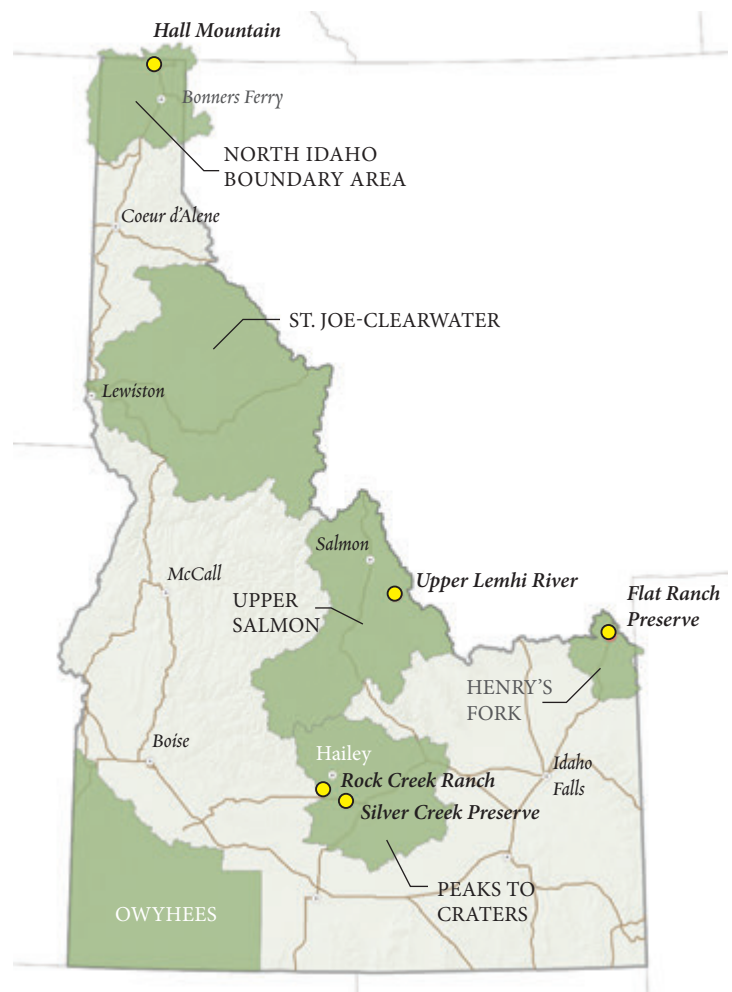 Hall Mountain
Bonners Ferry
NORTH IDAHO
BOUNDARY AREA
Coeur d'Alene
ST. JOE-CLEARWATER
Lewiston
Salmon
McCall
Upper Lemhi River
Flat Ranch
Preserve
UPPER
SALMON
HENRY'S
FORK
Boise
Hailey
Idaho
Falls
Rock Creek Ranch
Silver Creek Preserve
PEAKS TO
CRATERS
OWYHEES